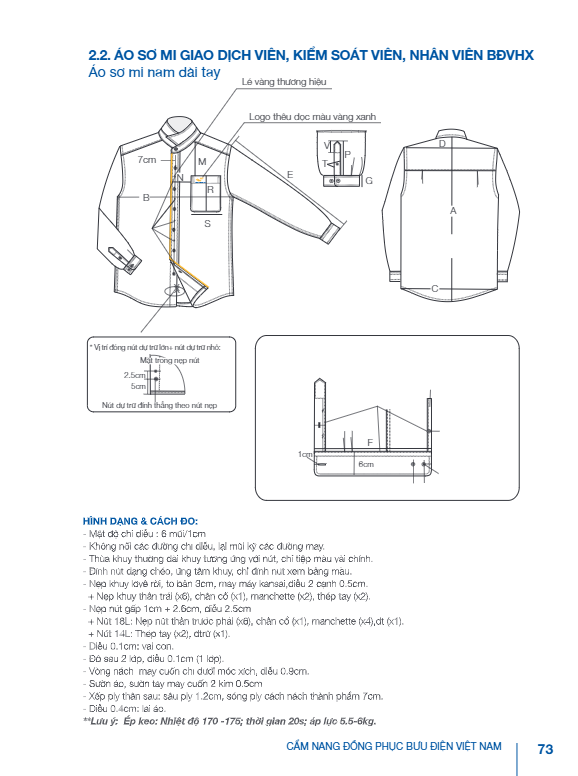 2.2. ÁO SƠ MI GIAO DỊCH VIÊN, KIỂM SOÁT VIÊN, NHÂN VIÊN BĐVHX
Áo sơ mi nam dài tay
Lé vàng thương hiệu
Logo thêu dọc màu vàng xanh
7cm
M
N
R
S
B
E
V
T
P
G
D
A
C
* Vị trí đóng nút dự trữ lớn+ nút dự trữ nhỏ:
Mặt trong nẹp nút
2.5cm
5cm
Nút dự trữ đính thẳng theo nút nẹp
F
1cm
6cm
HÌNH DẠNG & CÁCH ĐO:
- Mật độ chỉ diễu : 6 mũi/1cm
- Không nối các đường chỉ diễu, lại mũi kỹ các đường may.
- Thùa khuy thường dài khuy tương ứng với nút, chỉ tiệp màu vải chính.
- Đính nút dạng chéo, ứng tâm khuy, chỉ đính nút xem bảng màu.
- Nẹp khuy lơvê rời, to bản 3cm, may máy kansai,diễu 2 cạnh 0.5cm.
+ Nẹp khuy thân trái (x6), chân cổ (x1), manchette (x2), thép tay (x2).
- Nẹp nút gấp 1cm + 2.6cm, diễu 2.5cm
+ Nút 18L: Nẹp nút thân trước phải (x6), chân cổ (x1), manchette (x4),dt (x1).
+ Nút 14L: Thép tay (x2), dtrữ (x1).
- Diễu 0.1cm: vai con.
- Đô sau 2 lớp, diễu 0.1cm (1 lớp).
- Vòng nách may cuốn chỉ dưới móc xích, diễu 0.9cm.
- Sườn áo, sườn tay may cuốn 2 kim 0.5cm
- Xếp ply thân sau: sâu ply 1.2cm, sóng ply cách nách thành phẩm 7cm.
- Diễu 0.4cm: lai áo.
**Lưu ý: Ép keo: Nhiệt độ 170 -175; thời gian 20s; áp lực 5.5-6kg.
CẨM NANG ĐỒNG PHỤC BƯU ĐIỆN VIỆT NAM
73